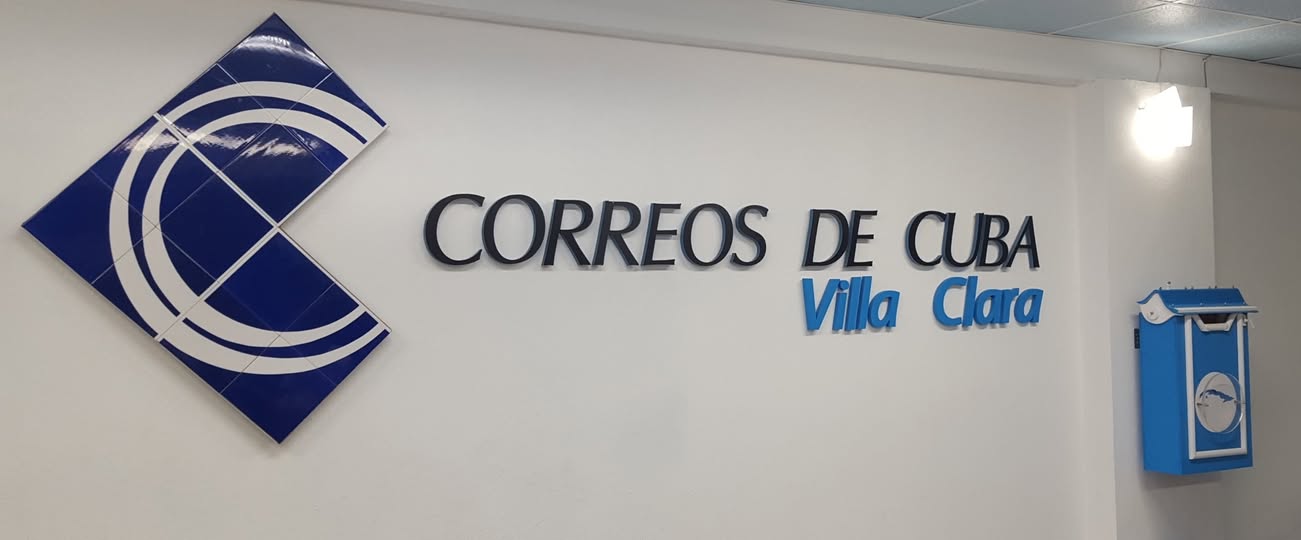 CORREOS DE CUBA
Villa Clara